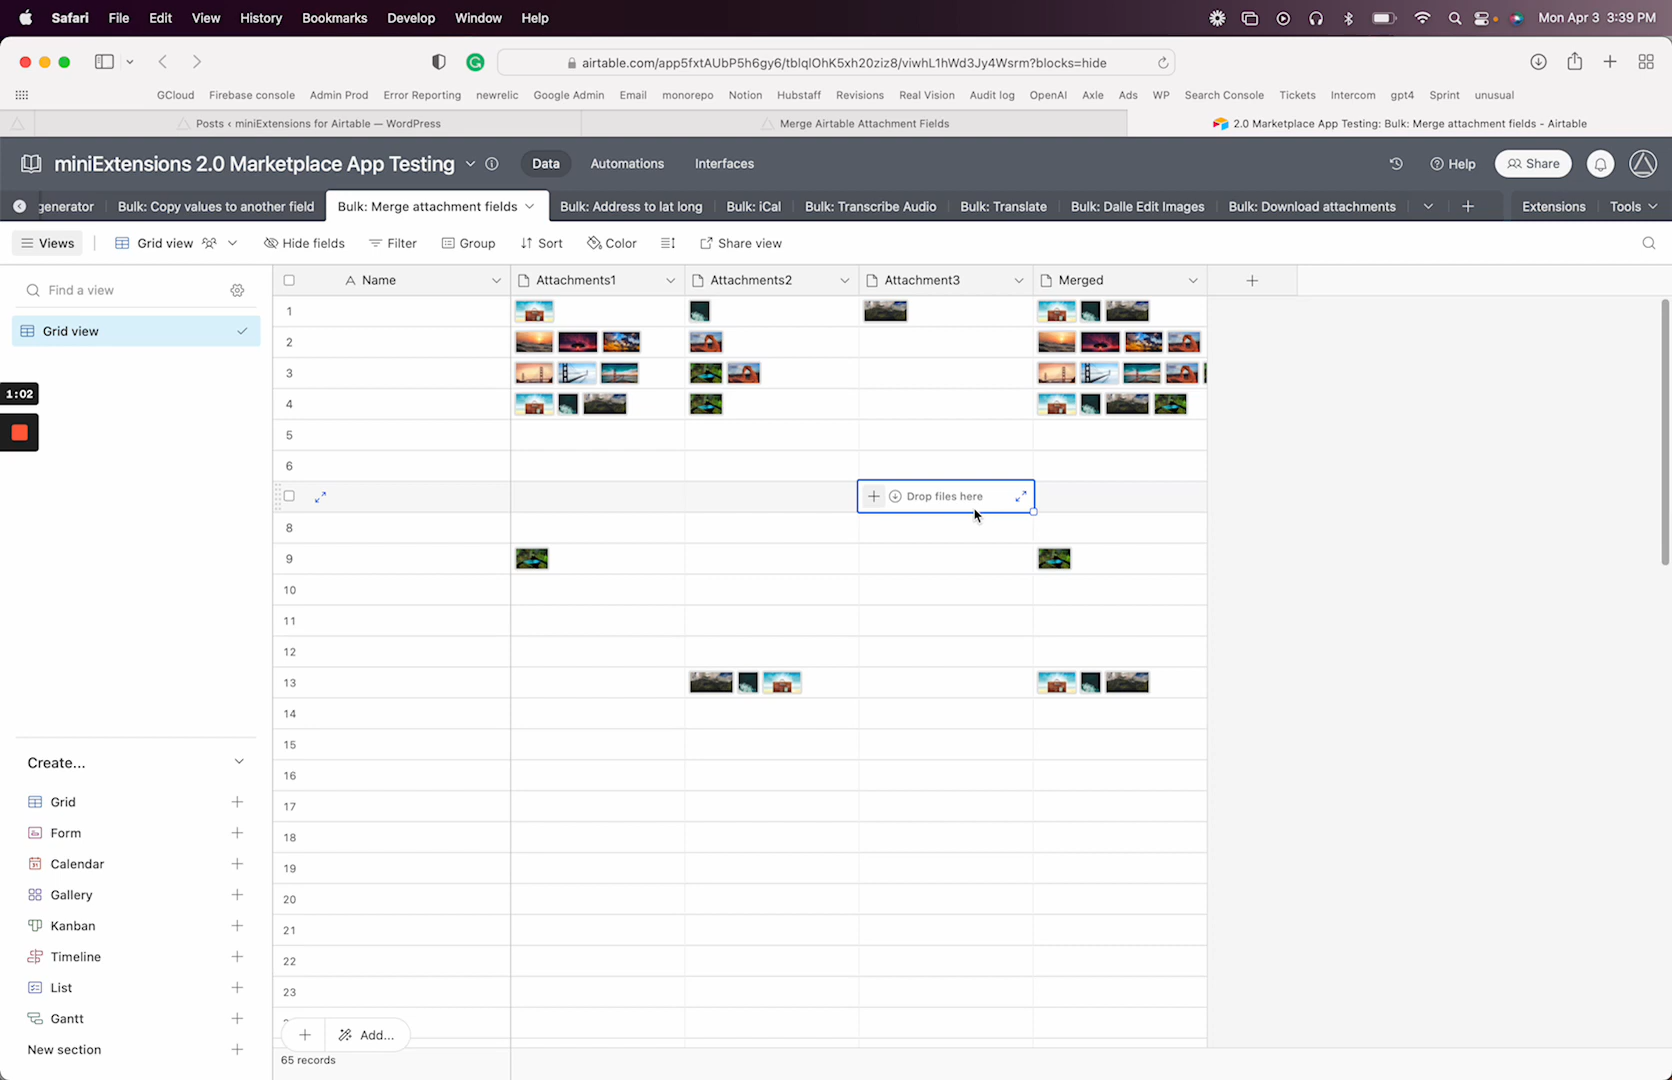 Safari File Edit View History Bookmarks Develop Window Help Mon Apr 3 3:39 PM
airtable.com/app5fxtAUbP5h6gy6/tblqlOhK5xh20ziz8/viwhL1hWd3Jy4Wsrm?blocks=hide
GCloud Firebase console Admin Prod Error Reporting newrelic Google Admin Email monorepo Notion Hubstaff Revisions Real Vision Audit log OpenAI Axle Ads WP Search Console Tickets Intercom gpt4 Sprint unusual
Posts ‹ miniExtensions for Airtable — WordPress Merge Airtable Attachment Fields 2.0 Marketplace App Testing: Bulk: Merge attachment fields - Airtable
miniExtensions 2.0 Marketplace App Testing Data Automations Interfaces Help Share
generator Bulk: Copy values to another field Bulk: Merge attachment fields Bulk: Address to lat long Bulk: iCal Bulk: Transcribe Audio Bulk: Translate Bulk: Dalle Edit Images Bulk: Download attachments Extensions Tools
Views Grid view Hide fields Filter Group Sort Color Share view
Find a view
Grid view
1:02
Create...
Grid
Form
Calendar
Gallery
Kanban
Timeline
List
Gantt
New section
Name Attachments1 Attachments2 Attachment3 Merged
1
2
3
4
5
6
Drop files here
8
9
10
11
12
13
14
15
16
17
18
19
20
21
22
23
Add...
65 records